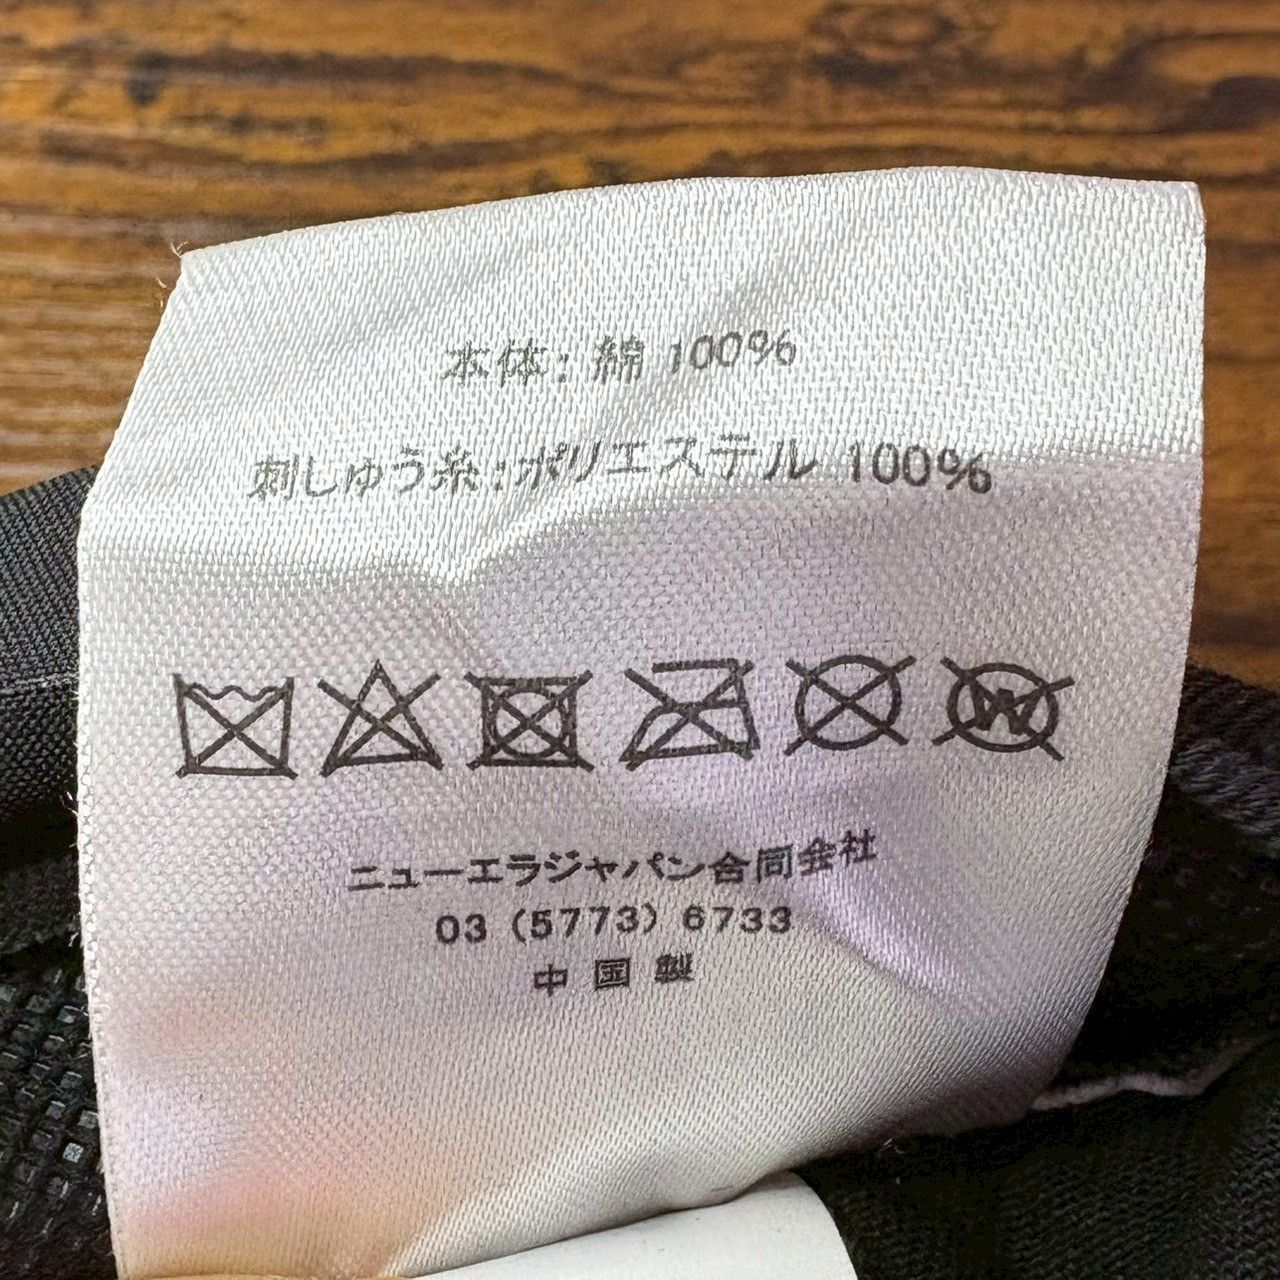 本体: 綿 100%
刺しゅう糸:ポリエステル 100%
W
ニューエラジャパン合同会社
03 (5773) 6733
中国製